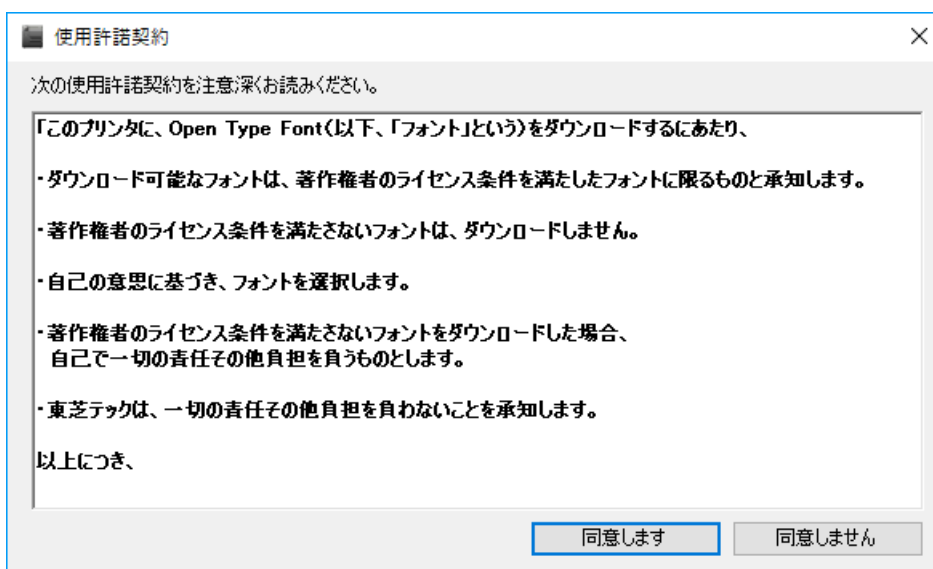 使用許諾契約
次の使用許諾契約を注意深くお読みください。
「このプリンタに、Open Type Font(以下、「フォント」という)をダウンロードするにあたり、
・ダウンロード可能なフォントは、著作権者のライセンス条件を満たしたフォントに限るものと承知します。
・著作権者のライセンス条件を満たさないフォントは、ダウンロードしません。
・自己の意思に基づき、フォントを選択します。
・著作権者のライセンス条件を満たさないフォントをダウンロードした場合、
自己で一切の責任その他負担を負うものとします。
・東芝テックは、一切の責任その他負担を負わないことを承知します。
以上につき、
同意します
同意しません